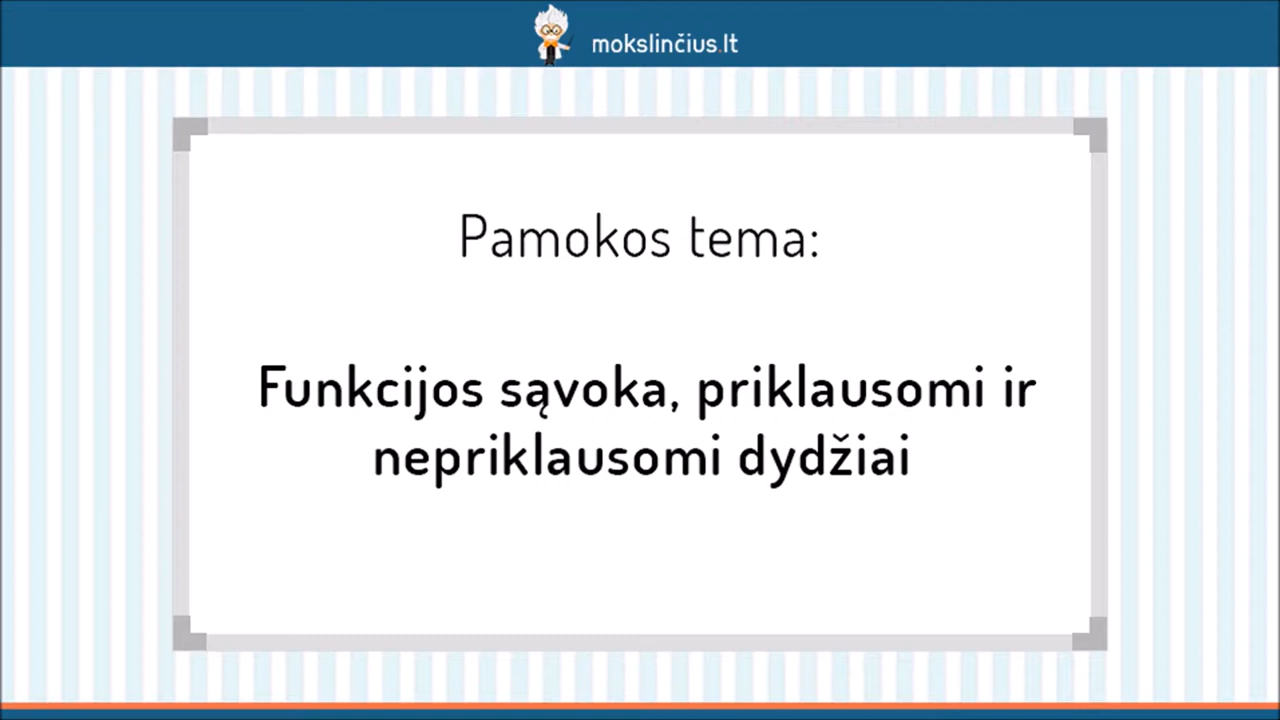 mokslinčius.lt
Pamokos tema:
Funkcijos sąvoka, priklausomi ir
nepriklausomi dydžiai